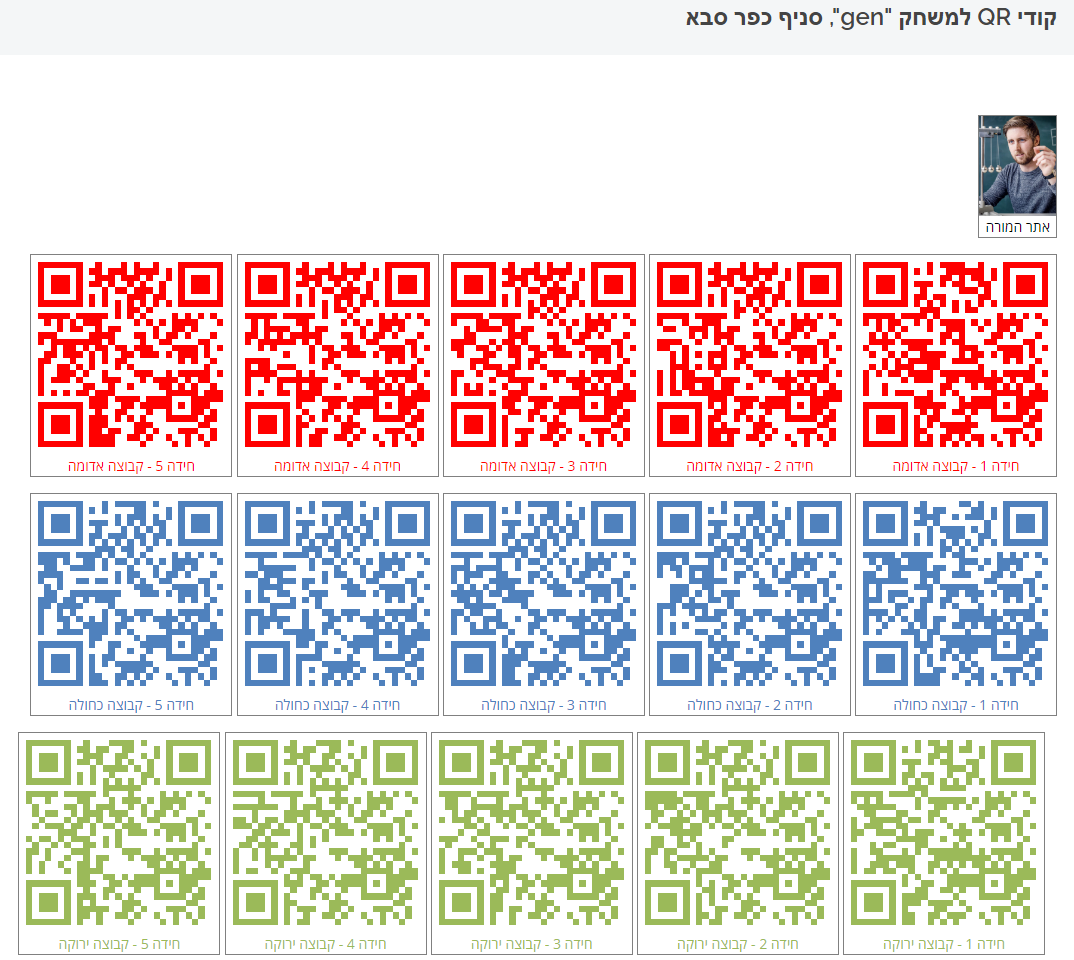 קודי QR למשחק "gen", סניף כפר סבא
אתר המורה
חידה 1 - קבוצה אדומה
חידה 2 - קבוצה אדומה
חידה 3 - קבוצה אדומה
חידה 4 - קבוצה אדומה
חידה 5 - קבוצה אדומה
חידה 1 - קבוצה כחולה
חידה 2 - קבוצה כחולה
חידה 3 - קבוצה כחולה
חידה 4 - קבוצה כחולה
חידה 5 - קבוצה כחולה
חידה 1 - קבוצה ירוקה
חידה 2 - קבוצה ירוקה
חידה 3 - קבוצה ירוקה
חידה 4 - קבוצה ירוקה
חידה 5 - קבוצה ירוקה